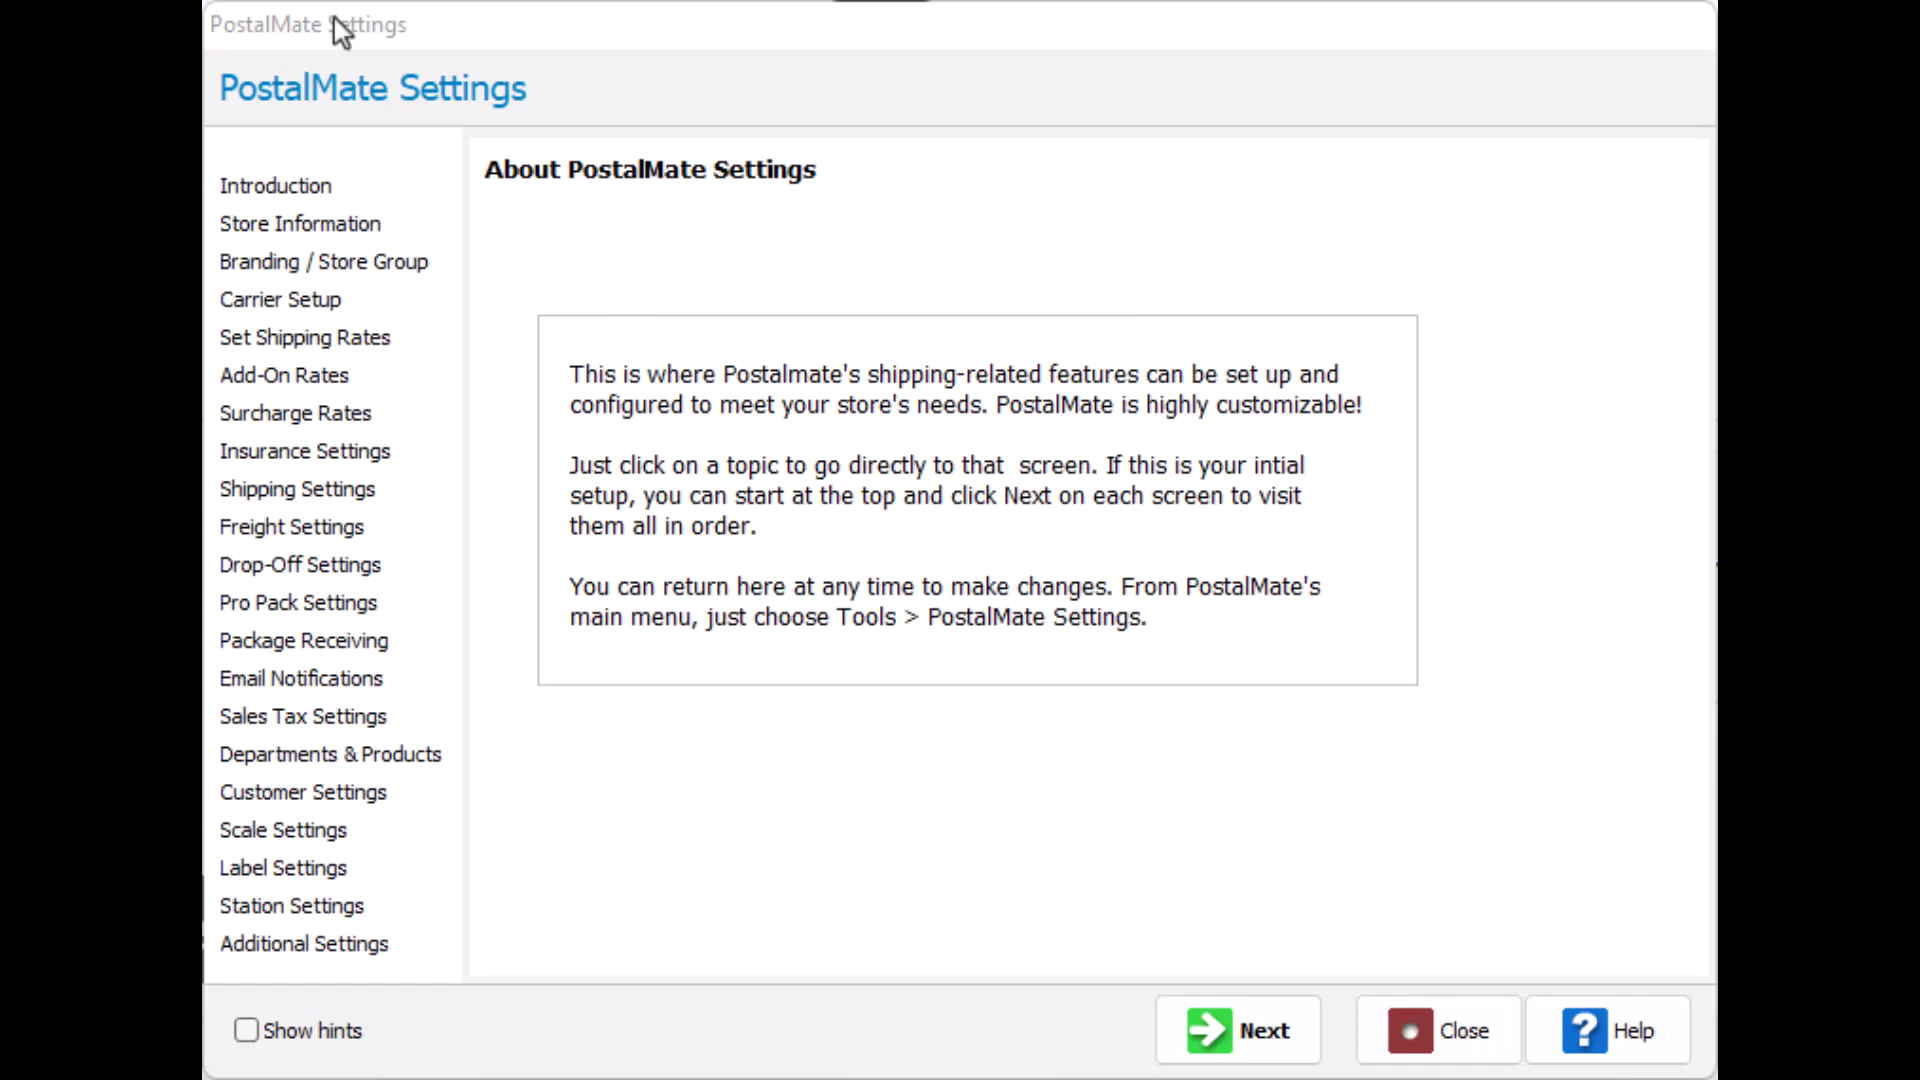 PostalMate Settings
PostalMate Settings
Introduction
Store Information
Branding / Store Group
Carrier Setup
Set Shipping Rates
Add-On Rates
Surcharge Rates
Insurance Settings
Shipping Settings
Freight Settings
Drop-Off Settings
Pro Pack Settings
Package Receiving
Email Notifications
Sales Tax Settings
Departments & Products
Customer Settings
Scale Settings
Label Settings
Station Settings
Additional Settings
About PostalMate Settings
This is where Postalmate's shipping-related features can be set up and
configured to meet your store's needs. PostalMate is highly customizable!
Just click on a topic to go directly to that  screen. If this is your intial
setup, you can start at the top and click Next on each screen to visit
them all in order.
You can return here at any time to make changes. From PostalMate's
main menu, just choose Tools > PostalMate Settings.
Show hints
Next
Close
Help